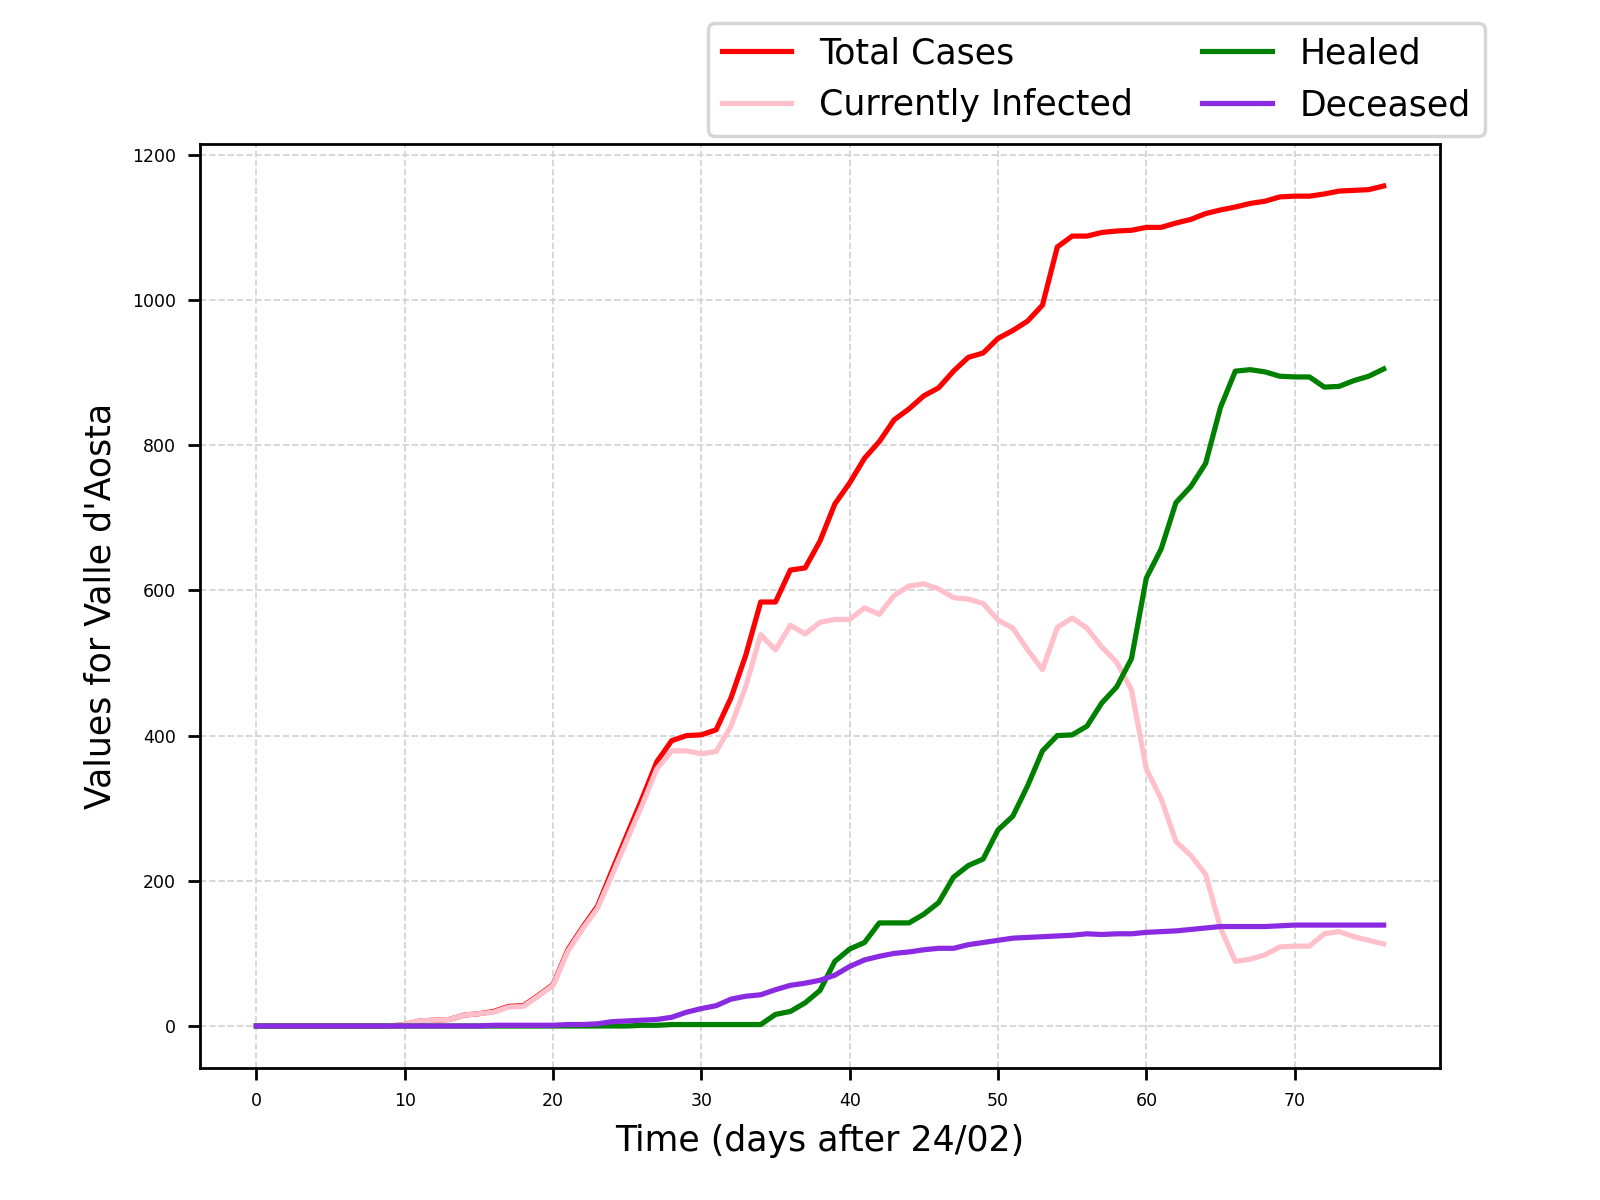 Total Cases
Currently Infected
Healed
Deceased
1200
1000
800
600
400
200
0
Values for Valle d'Aosta
0 10 20 30 40 50 60 70
Time (days after 24/02)